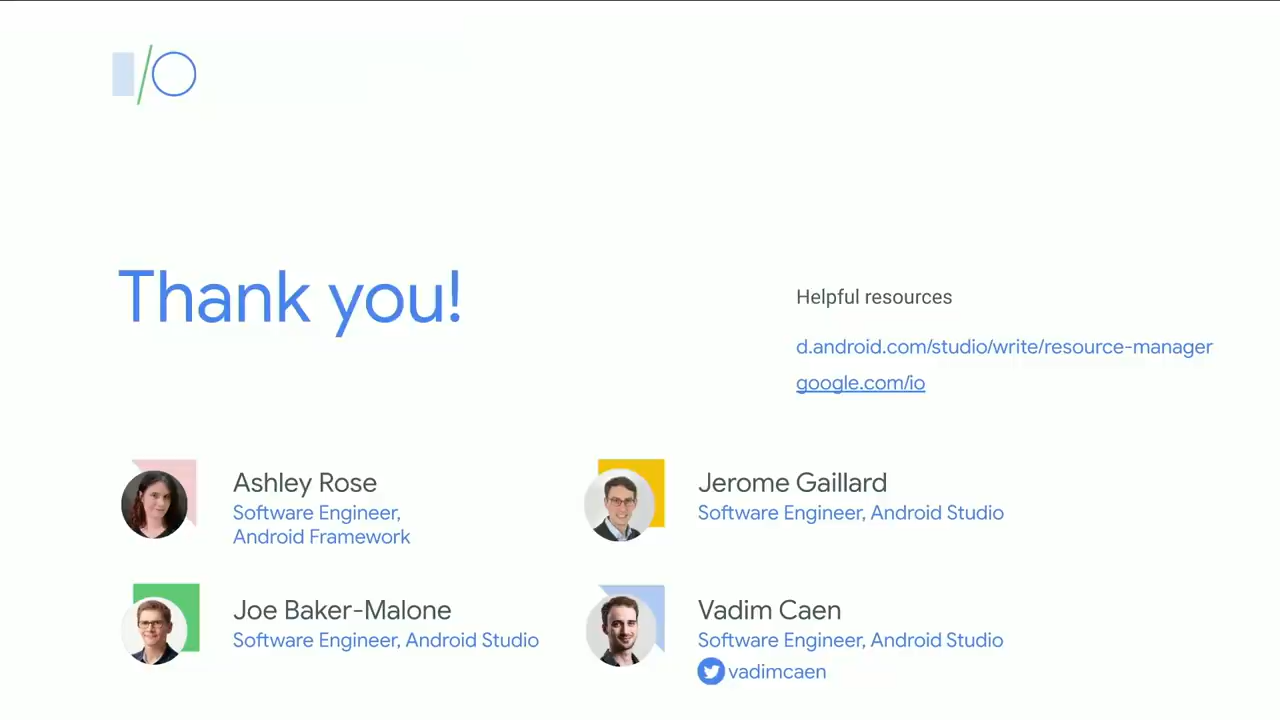 I/O
Thank you!
Helpful resources
d.android.com/studio/write/resource-manager
google.com/io
Ashley Rose
Software Engineer,
Android Framework
Jerome Gaillard
Software Engineer, Android Studio
Joe Baker-Malone
Software Engineer, Android Studio
Vadim Caen
Software Engineer, Android Studio
vadimcaen